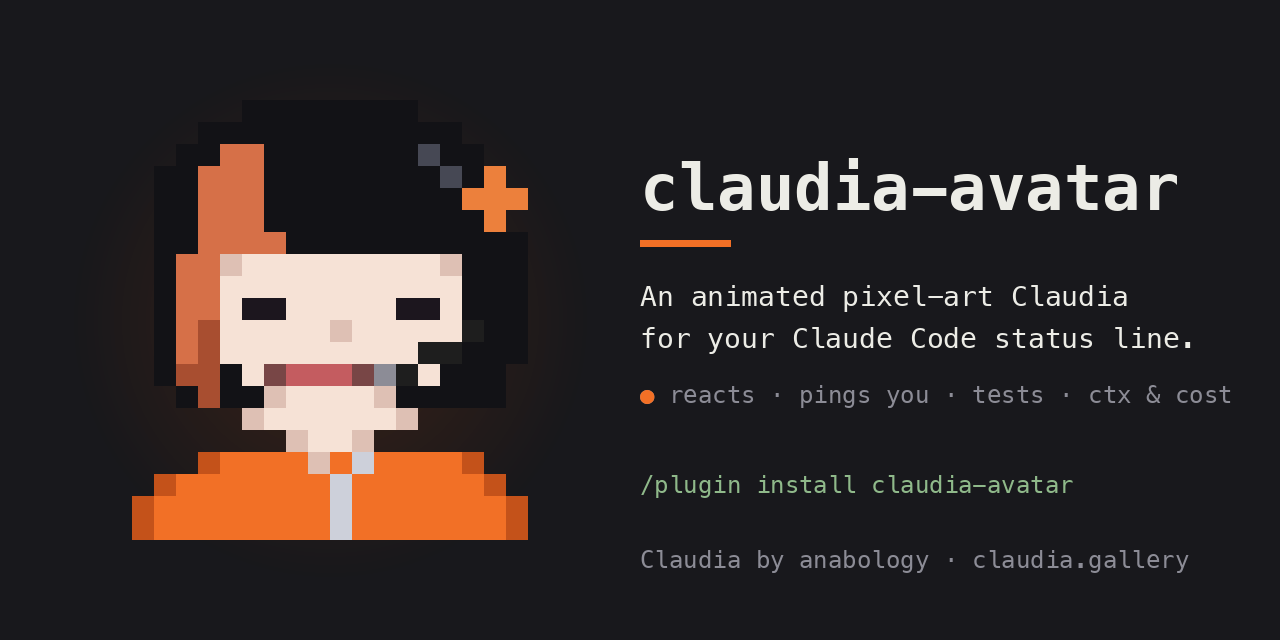 claudia-avatar
An animated pixel-art Claudia
for your Claude Code status line.
● reacts · pings you · tests · ctx & cost
/plugin install claudia-avatar
Claudia by anabology · claudia.gallery